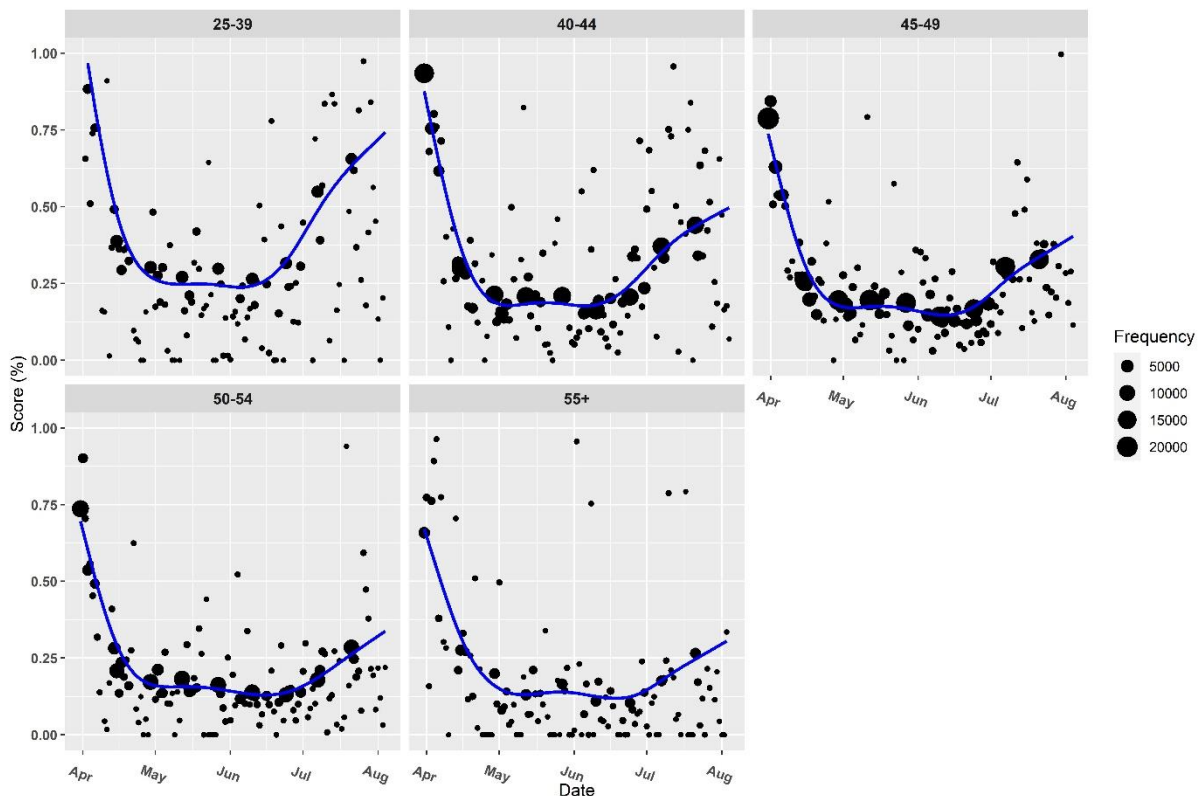 25-39 40-44 45-49
1.00
0.75
0.50
0.25
0.00
Apr May Jun Jul Aug
50-54 55+
1.00
0.75
0.50
0.25
0.00
Apr May Jun Jul Aug Apr May Jun Jul Aug
Score (%)
Date
Frequency
5000
10000
15000
20000